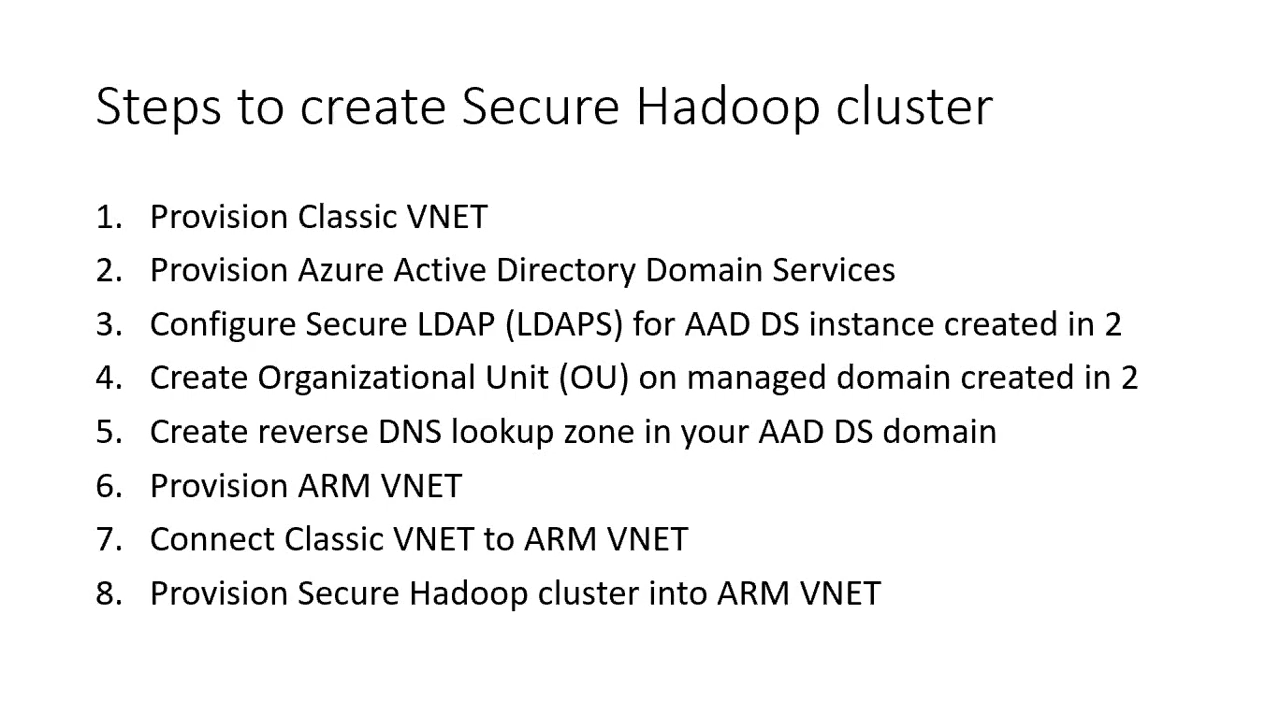 Steps to create Secure Hadoop cluster
1. Provision Classic VNET
2. Provision Azure Active Directory Domain Services
3. Configure Secure LDAP (LDAPS) for AAD DS instance created in 2
4. Create Organizational Unit (OU) on managed domain created in 2
5. Create reverse DNS lookup zone in your AAD DS domain
6. Provision ARM VNET
7. Connect Classic VNET to ARM VNET
8. Provision Secure Hadoop cluster into ARM VNET